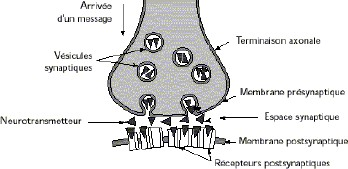 Arrivée
d'un message
Vésicules
synaptiques
Terminaison axonale
Membrane présynaptique
Neurotransmetteur
Espace synaptique
Membrane postsynaptique
Récepteurs postsynaptiques